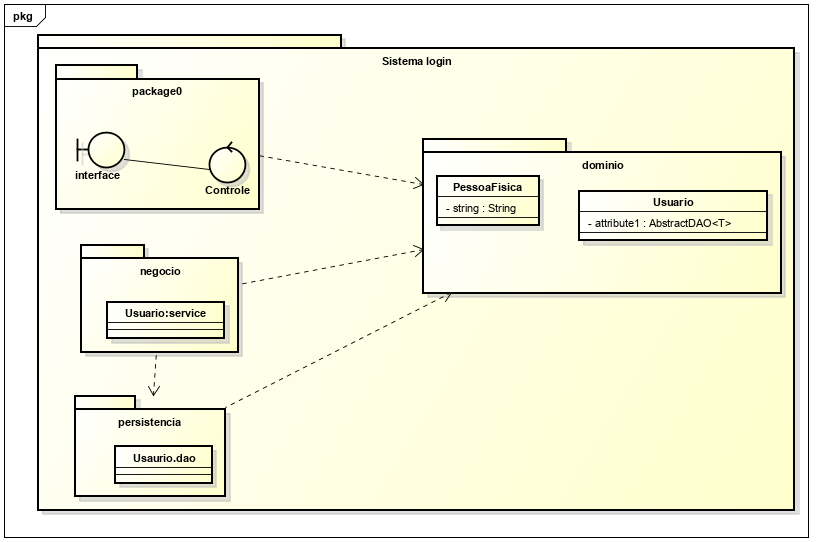 pkg
Sistema login
package0
interface
Controle
dominio
PessoaFisica
- string : String
Usuario
- attribute1 : AbstractDAO<T>
negocio
Usuario:service
persistencia
Usaurio.dao